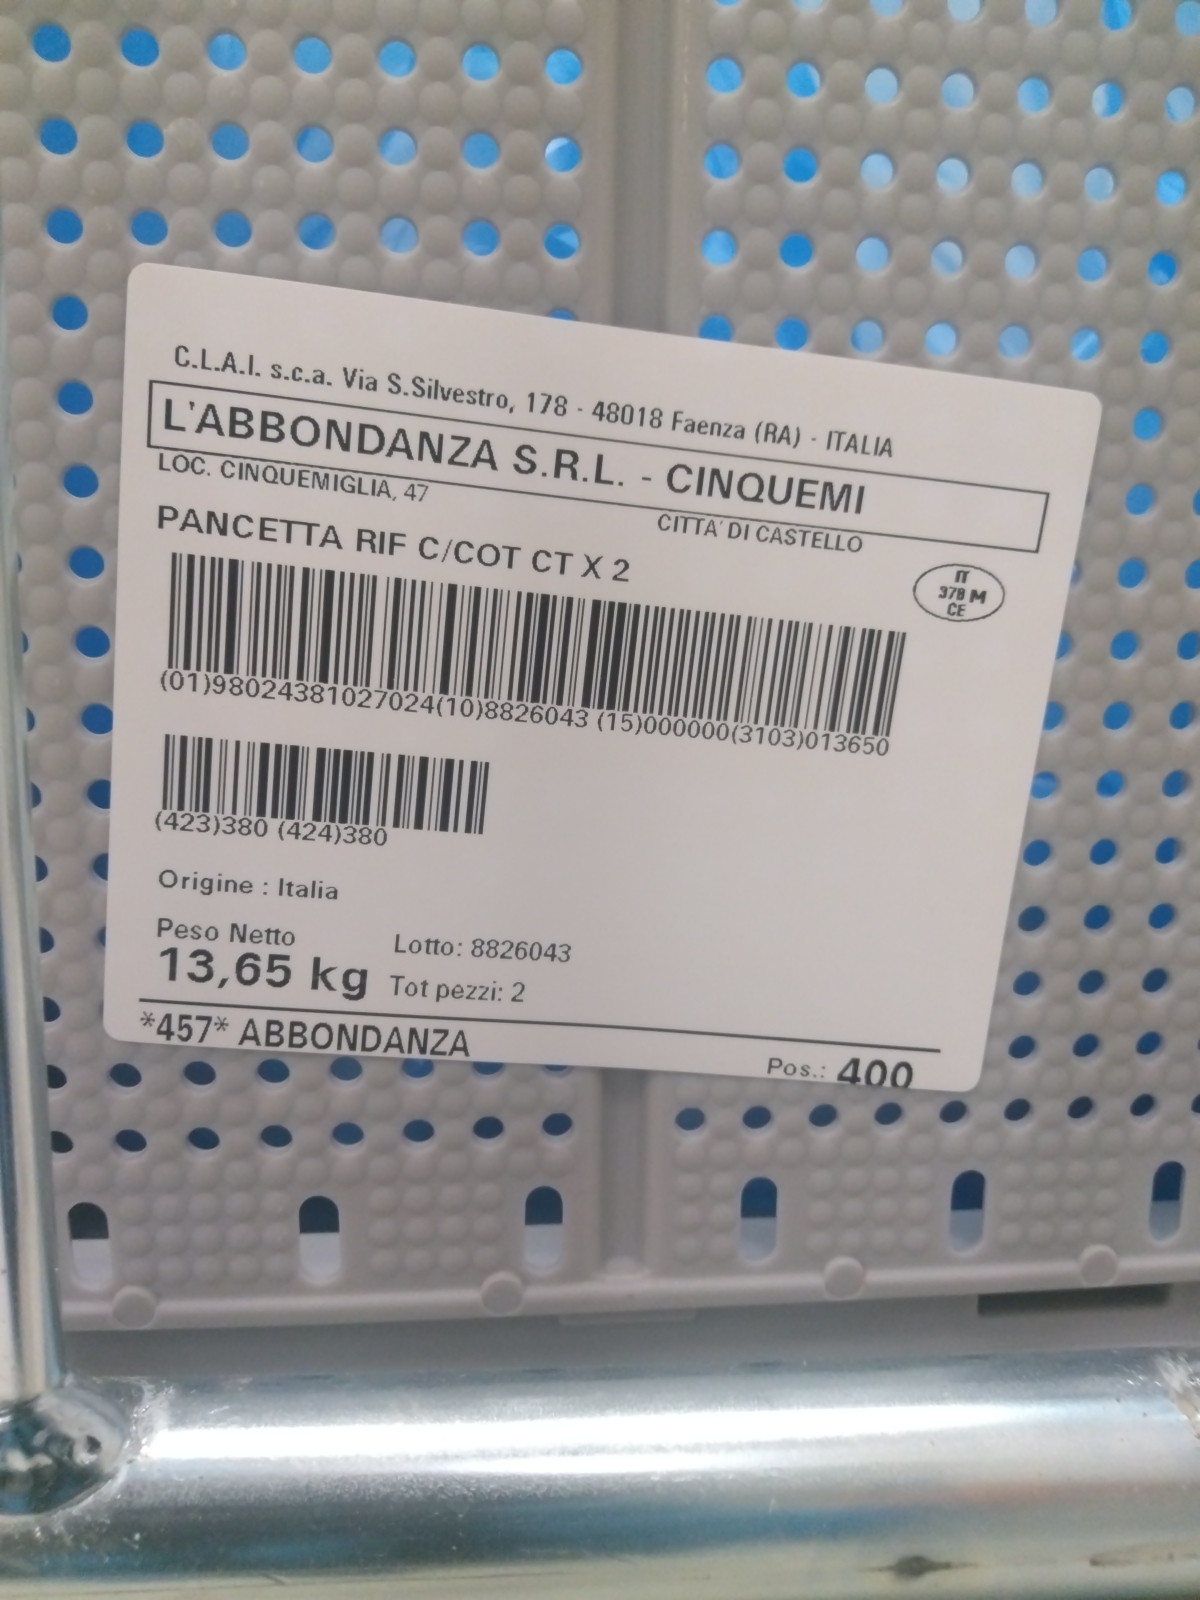 C.L.A.I. s.c.a. Via S.Silvestro, 178 - 48018 Faenza (RA) - ITALIA
L'ABBONDANZA S.R.L. - CINQUEMI
LOC. CINQUEMIGLIA, 47
CITTA' DI CASTELLO
PANCETTA RIF C/COT CT X 2
IT
378 M
CE
(01)98024381027024(10)8826043 (15)000000(3103)013650
(423)380 (424)380
Origine : Italia
Peso Netto
13,65 kg
Lotto: 8826043
Tot pezzi: 2
*457* ABBONDANZA
Pos.: 400